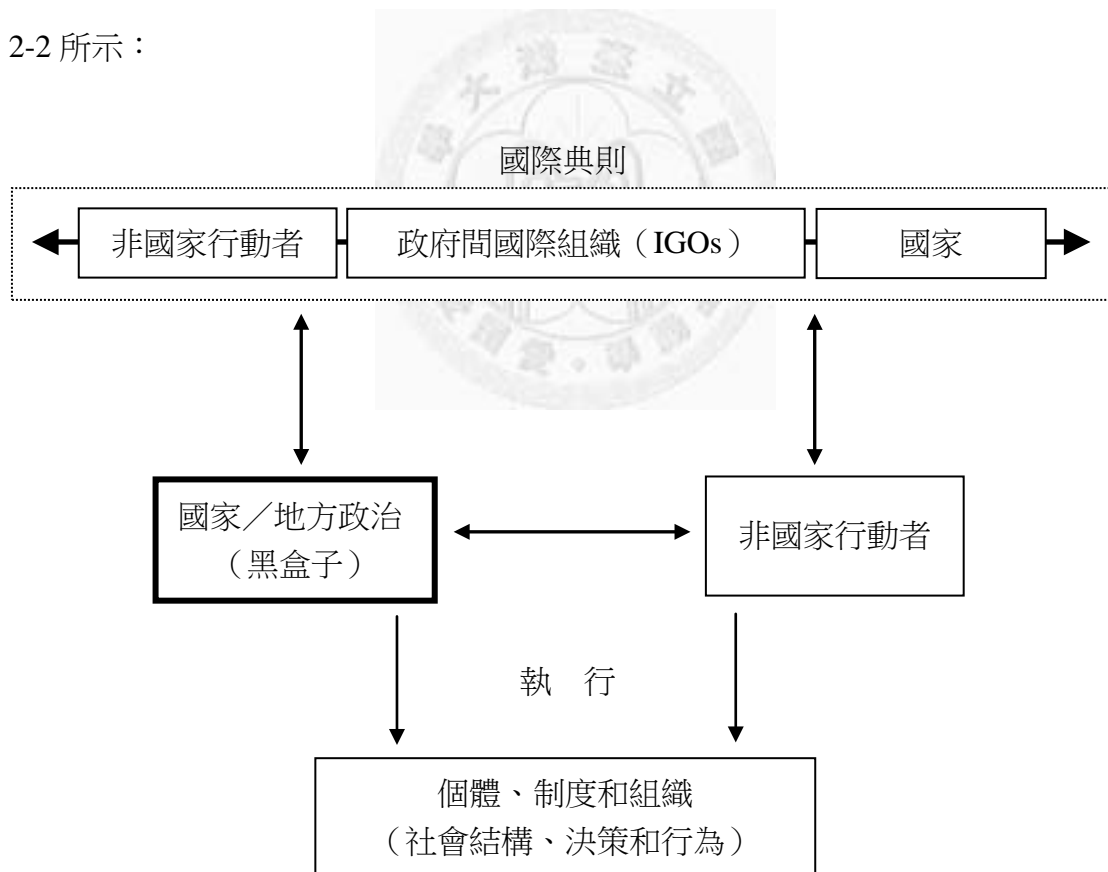 2-2 所示：
國際典則
非國家行動者
政府間國際組織（IGOs）
國家
國家／地方政治
（黑盒子）
非國家行動者
執 行
個體、制度和組織
（社會結構、決策和行為）